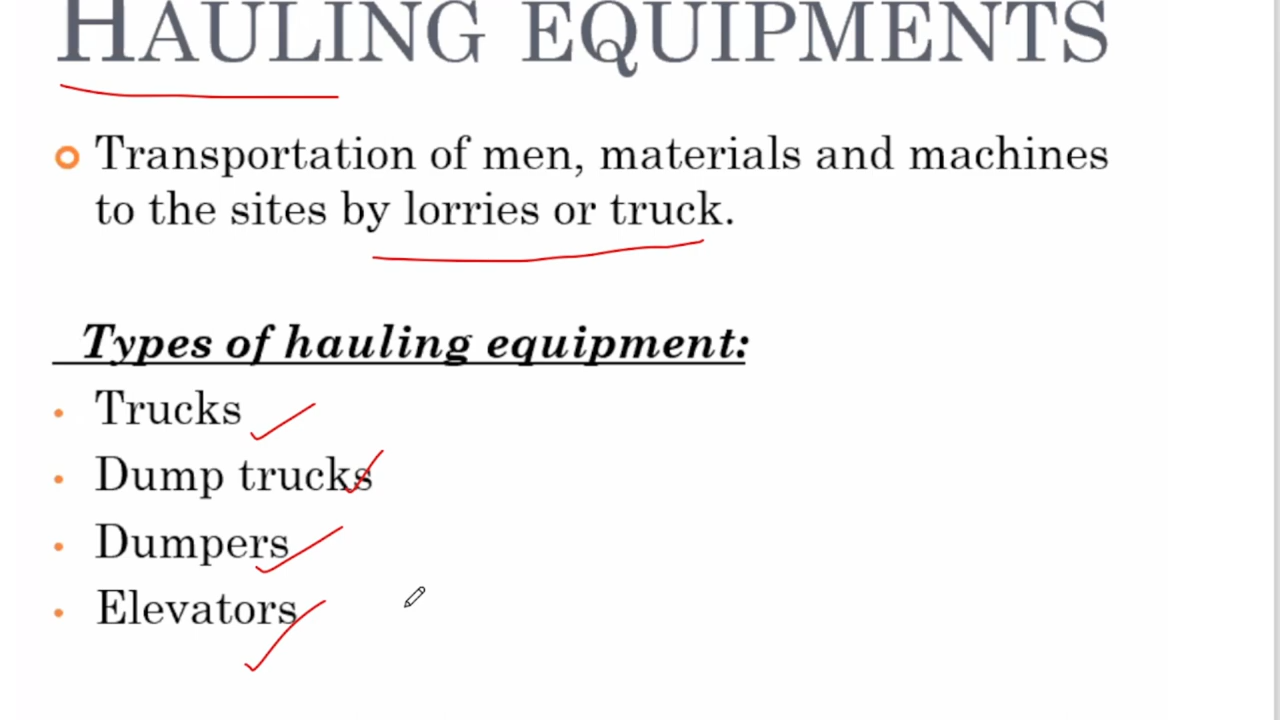 HAULING EQUIPMENTS
Transportation of men, materials and machines
to the sites by lorries or truck.
Types of hauling equipment:
• Trucks
• Dump trucks
• Dumpers
• Elevators